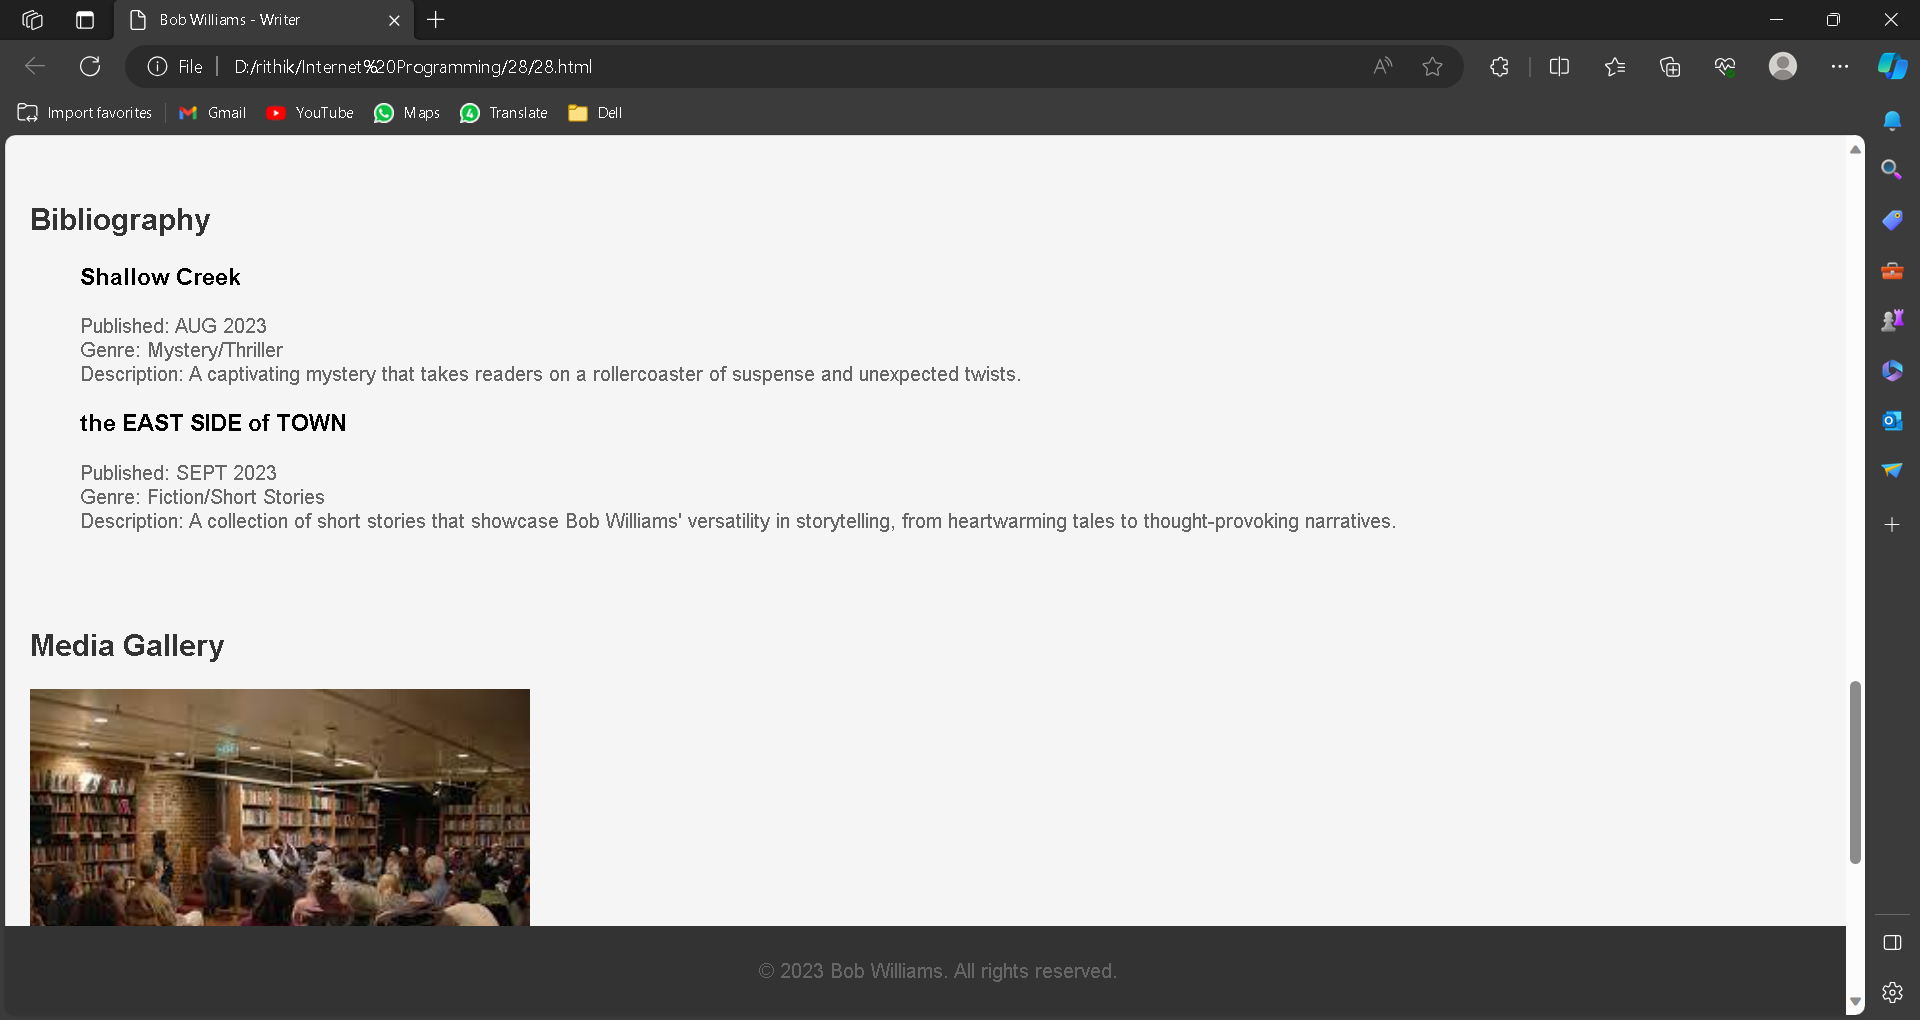 Bob Williams - Writer
File
D:/rithik/Internet%20Programming/28/28.html
Import favorites
Gmail
YouTube
Maps
Translate
Dell
Bibliography
Shallow Creek
Published: AUG 2023
Genre: Mystery/Thriller
Description: A captivating mystery that takes readers on a rollercoaster of suspense and unexpected twists.
the EAST SIDE of TOWN
Published: SEPT 2023
Genre: Fiction/Short Stories
Description: A collection of short stories that showcase Bob Williams' versatility in storytelling, from heartwarming tales to thought-provoking narratives.
Media Gallery
© 2023 Bob Williams. All rights reserved.